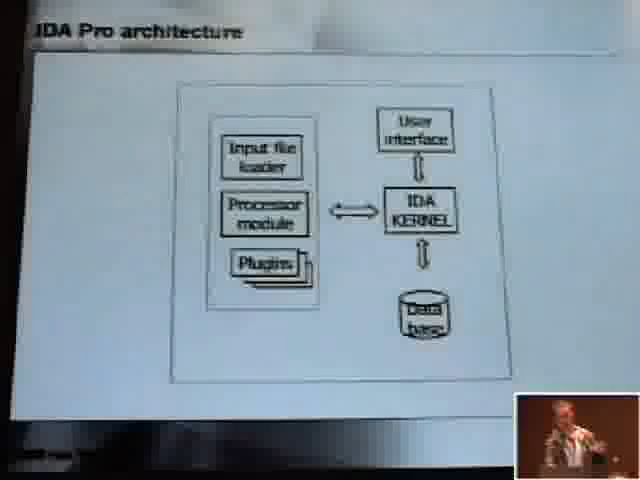 IDA Pro architecture
Input file
loader
Processor
module
Plugins
User
interface
IDA
KERNEL
Data
base